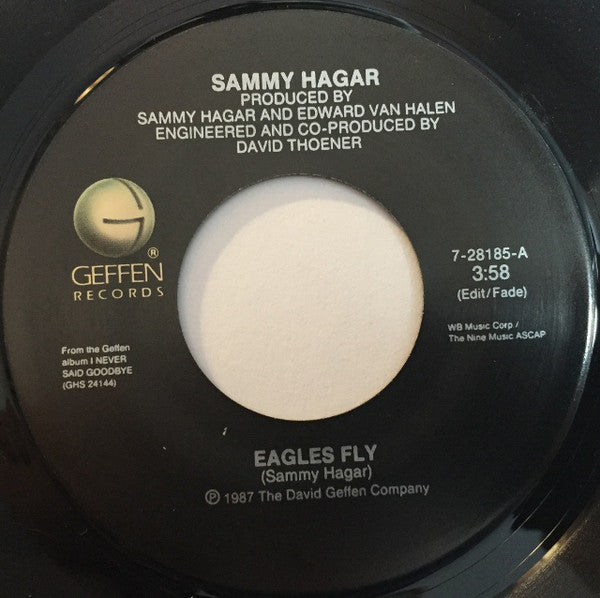 SAMMY HAGAR
PRODUCED BY
SAMMY HAGAR AND EDWARD VAN HALEN
ENGINEERED AND CO-PRODUCED BY
DAVID THOENER
G
®
GEFFEN
RECORDS
7-28185-A
3:58
(Edit/Fade)
WB Music Corp /
The Nine Music ASCAP
From the Geffen
album I NEVER
SAID GOODBYE
(GHS 24144)
EAGLES FLY
(Sammy Hagar)
℗ 1987 The David Geffen Company